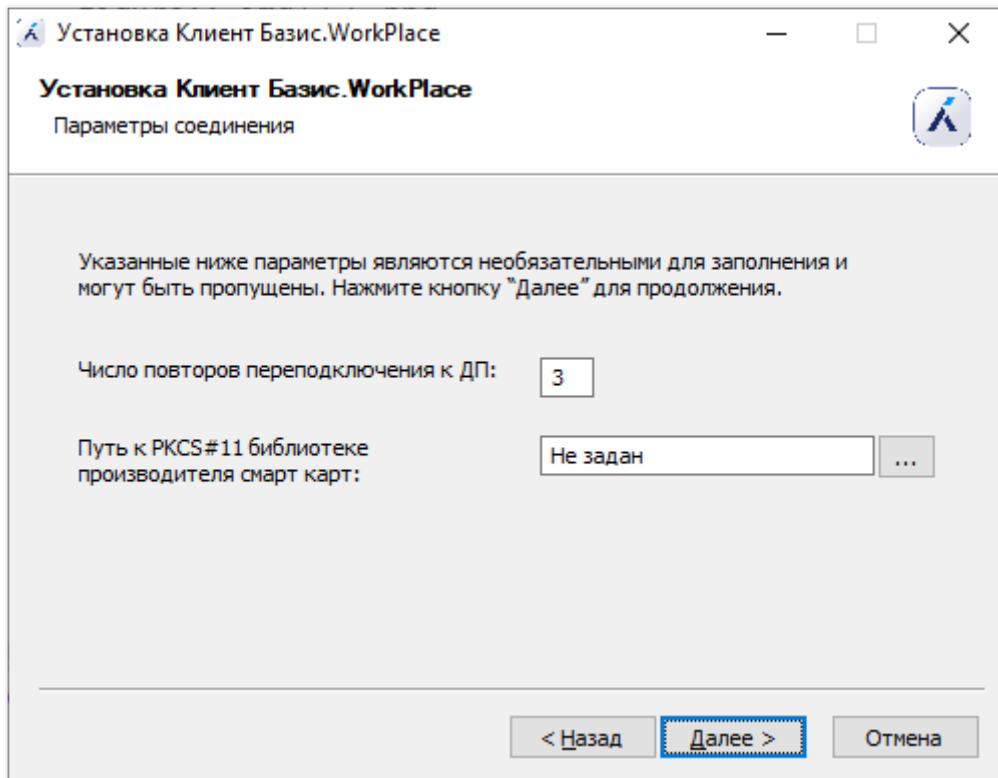 Установка Клиент Базис.WorkPlace
Установка Клиент Базис.WorkPlace
Параметры соединения
Указанные ниже параметры являются необязательными для заполнения и
могут быть пропущены. Нажмите кнопку “Далее” для продолжения.
Число повторов переподключения к ДП:
3
Путь к PKCS#11 библиотеке
производителя смарт карт:
Не задан
...
< Назад
Далее >
Отмена